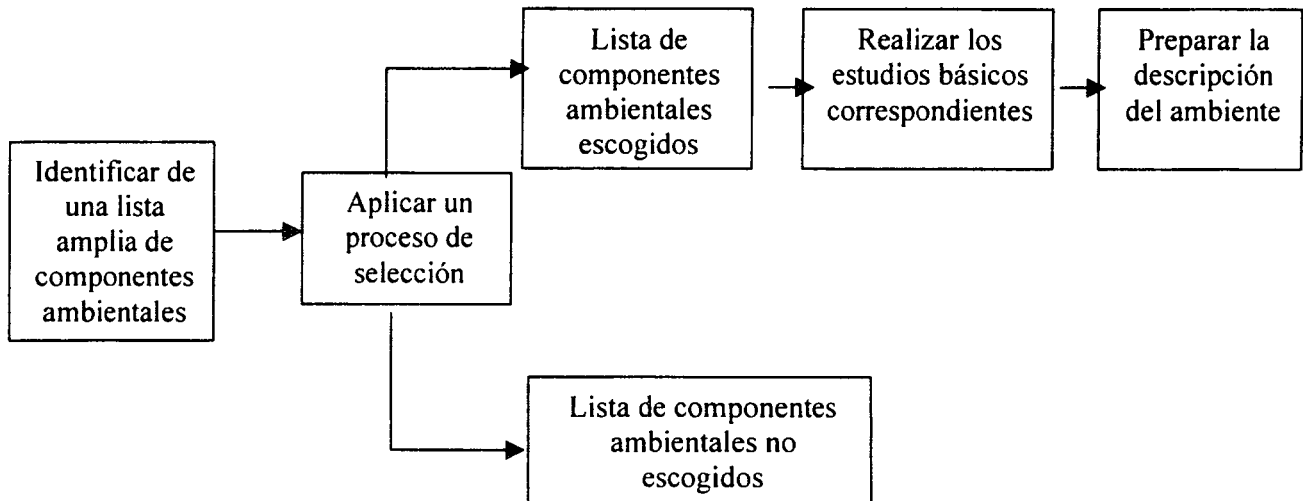 Identificar de
una lista
amplia de
componentes
ambientales
Aplicar un
proceso de
selección
Lista de
componentes
ambientales
escogidos
Realizar los
estudios básicos
correspondientes
Preparar la
descripción
del ambiente
Lista de componentes
ambientales no
escogidos